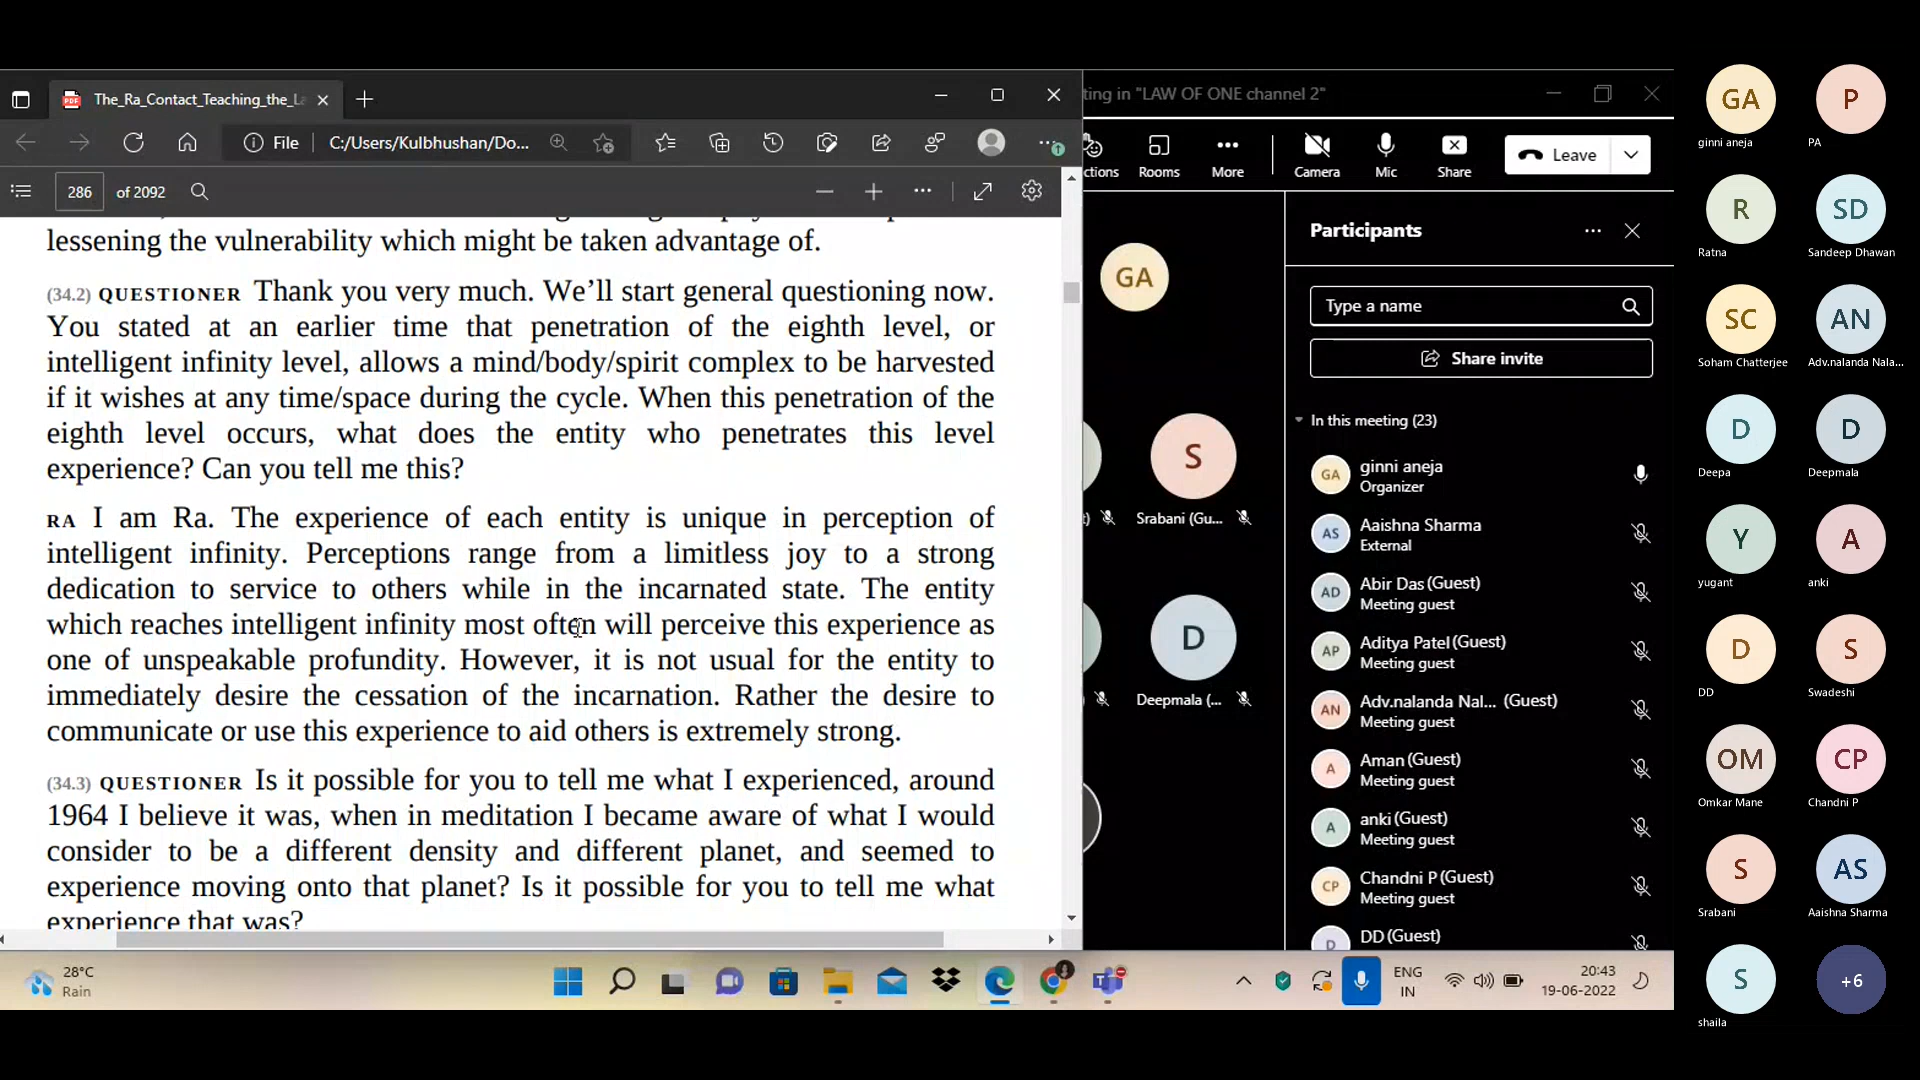 The_Ra_Contact_Teaching_the_La
File
C:/Users/Kulbhushan/Do...
286 of 2092
lessening the vulnerability which might be taken advantage of.
(34.2) QUESTIONER Thank you very much. We’ll start general questioning now.
You stated at an earlier time that penetration of the eighth level, or
intelligent infinity level, allows a mind/body/spirit complex to be harvested
if it wishes at any time/space during the cycle. When this penetration of the
eighth level occurs, what does the entity who penetrates this level
experience? Can you tell me this?
RA I am Ra. The experience of each entity is unique in perception of
intelligent infinity. Perceptions range from a limitless joy to a strong
dedication to service to others while in the incarnated state. The entity
which reaches intelligent infinity most often will perceive this experience as
one of unspeakable profundity. However, it is not usual for the entity to
immediately desire the cessation of the incarnation. Rather the desire to
communicate or use this experience to aid others is extremely strong.
(34.3) QUESTIONER Is it possible for you to tell me what I experienced, around
1964 I believe it was, when in meditation I became aware of what I would
consider to be a different density and different planet, and seemed to
experience moving onto that planet? Is it possible for you to tell me what
experience that was?
ting in "LAW OF ONE channel 2"
ctions
Rooms
More
Camera
Mic
Share
Leave
GA
S
Srabani (Gu...
D
Deepmala (...
Participants
Type a name
Share invite
In this meeting (23)
GA
ginni aneja
Organizer
AS
Aaishna Sharma
External
AD
Abir Das (Guest)
Meeting guest
AP
Aditya Patel (Guest)
Meeting guest
AN
Adv.nalanda Nal... (Guest)
Meeting guest
A
Aman (Guest)
Meeting guest
A
anki (Guest)
Meeting guest
CP
Chandni P (Guest)
Meeting guest
D
DD (Guest)
GA
ginni aneja
P
PA
R
Ratna
SD
Sandeep Dhawan
SC
Soham Chatterjee
AN
Adv.nalanda Nala...
D
Deepa
D
Deepmala
Y
yugant
A
anki
D
DD
S
Swadeshi
OM
Omkar Mane
CP
Chandni P
S
Srabani
AS
Aaishna Sharma
S
shaila
+6
28°C
Rain
ENG
IN
20:43
19-06-2022